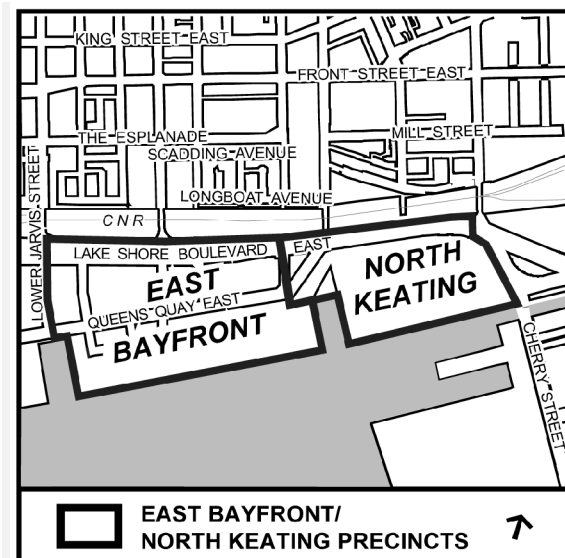 KING STREET EAST
FRONT STREET EAST
THE ESPLANADE
MILL STREET
SCADDING AVENUE
LONGBOAT AVENUE
LOWER JARVIS STREET
CNR
LAKE SHORE BOULEVARD EAST
EAST
BAYFRONT
QUEENS QUAY EAST
NORTH
KEATING
CHERRY STREET
EAST BAYFRONT/
NORTH KEATING PRECINCTS